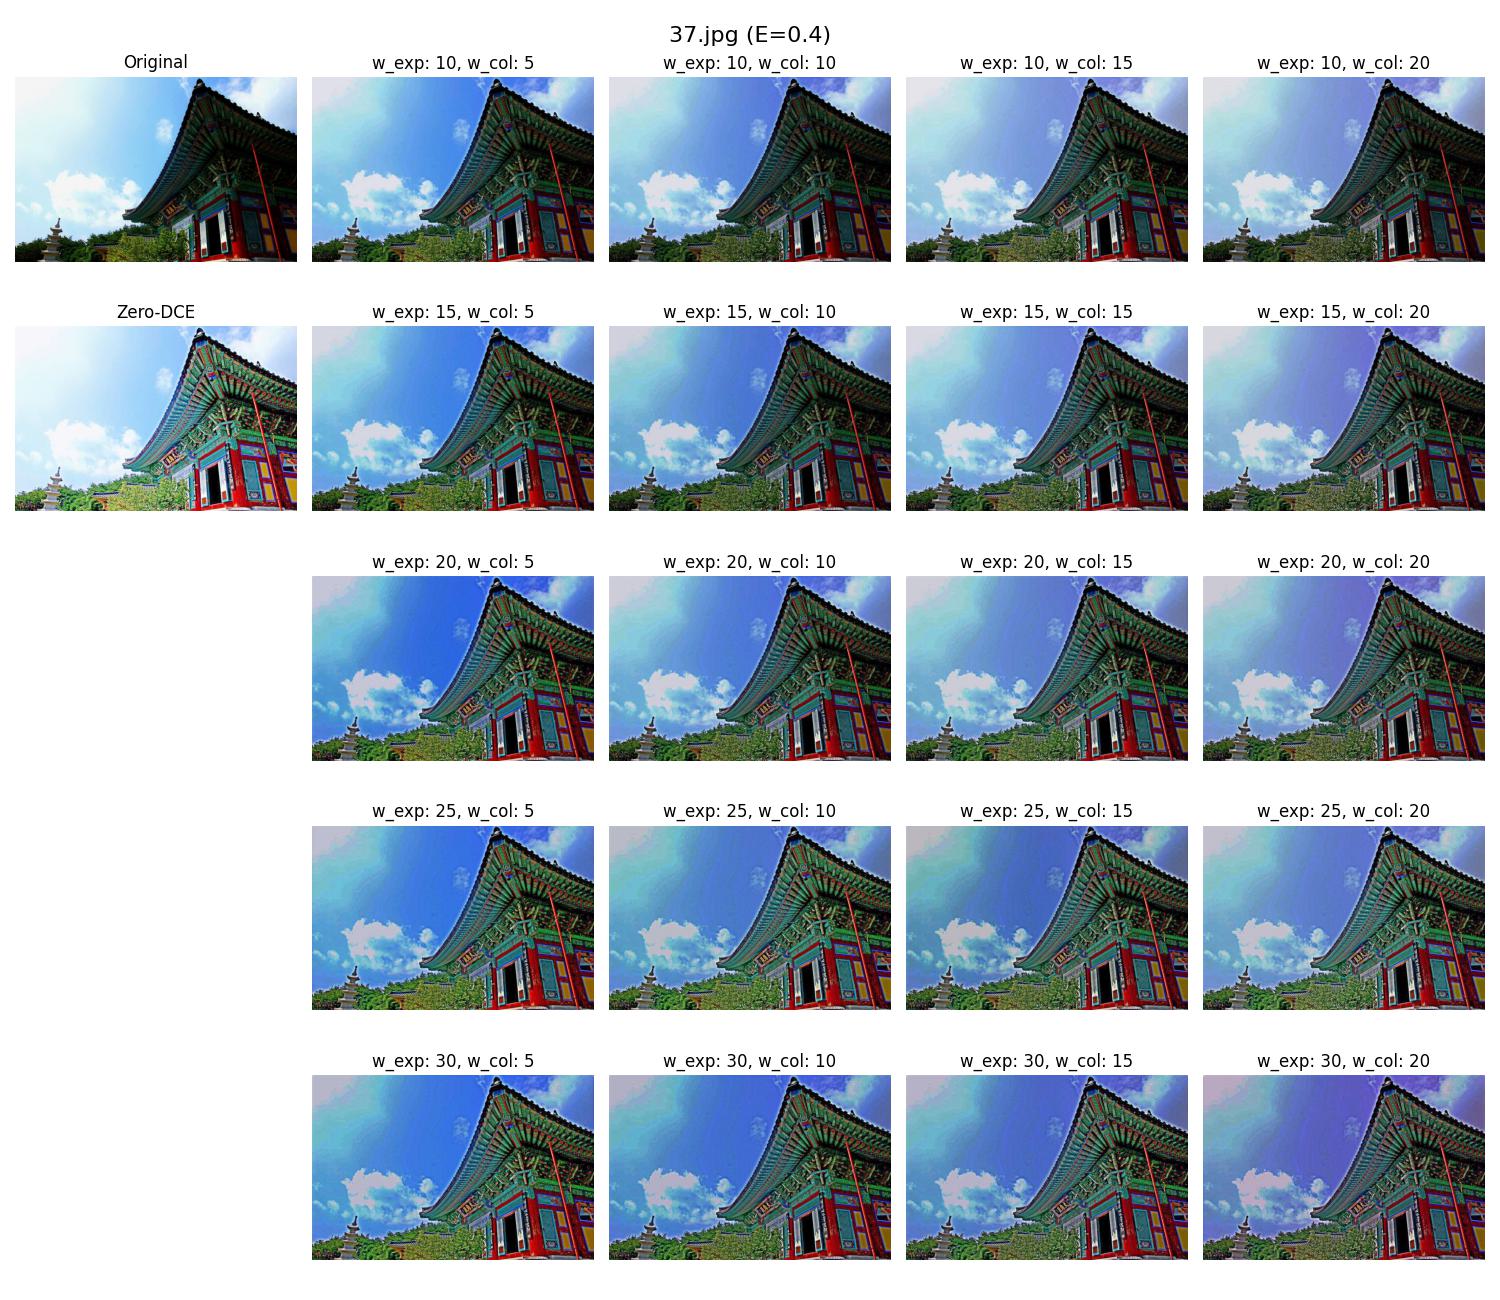 37.jpg (E=0.4)
Original
w_exp: 10, w_col: 5
w_exp: 10, w_col: 10
w_exp: 10, w_col: 15
w_exp: 10, w_col: 20
Zero-DCE
w_exp: 15, w_col: 5
w_exp: 15, w_col: 10
w_exp: 15, w_col: 15
w_exp: 15, w_col: 20
w_exp: 20, w_col: 5
w_exp: 20, w_col: 10
w_exp: 20, w_col: 15
w_exp: 20, w_col: 20
w_exp: 25, w_col: 5
w_exp: 25, w_col: 10
w_exp: 25, w_col: 15
w_exp: 25, w_col: 20
w_exp: 30, w_col: 5
w_exp: 30, w_col: 10
w_exp: 30, w_col: 15
w_exp: 30, w_col: 20